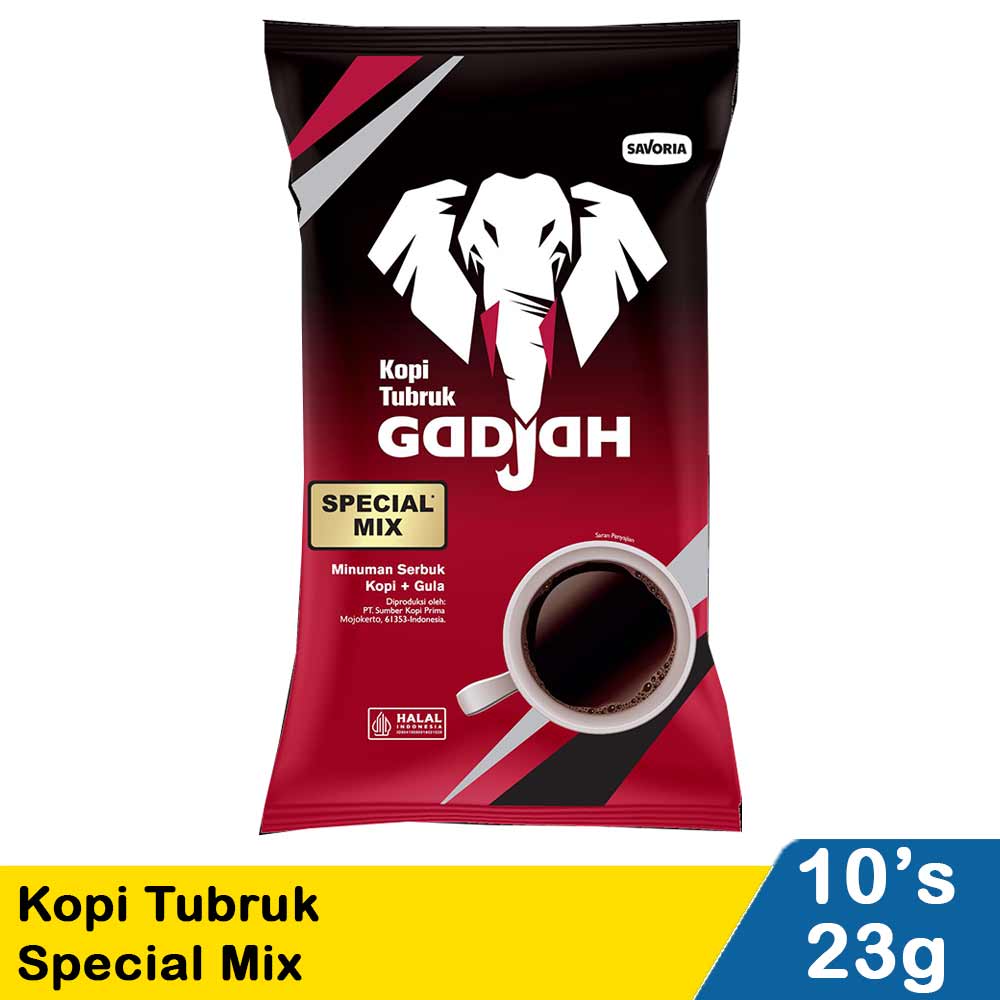 SAVORIA
Kopi
Tubruk
GADJAH
SPECIAL*
MIX
Saran Penyajian
Minuman Serbuk
Kopi + Gula
Diproduksi oleh:
PT. Sumber Kopi Prima
Mojokerto, 61353-Indonesia.
HALAL
INDONESIA
Kopi Tubruk
Special Mix
10's
23g